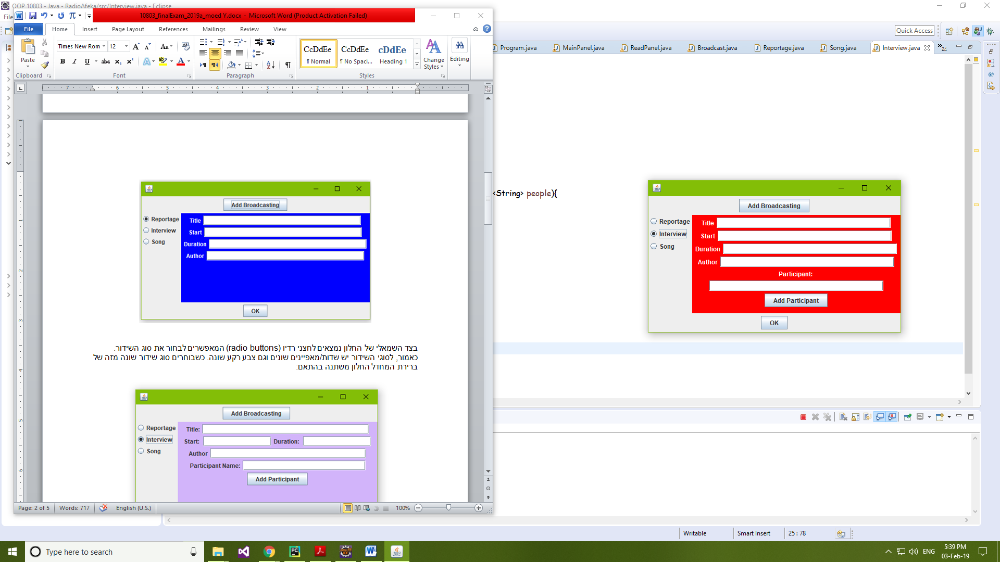 OOP 10803 - Java - RadioAfeka/src/Interview.java - Eclipse
10803_finalExam_2019a_moed Y.docx - Microsoft Word (Product Activation Failed)
File
Home
Insert
Page Layout
References
Mailings
Review
View
Paste
Clipboard
Times New Rom
12
Font
Paragraph
CcDdEe
¶ Normal
CcDdEe
¶ No Spaci...
cDdEe
Heading 1
Styles
Change Styles
Editing
7 6 5 4 3 2 1
Quick Access
Program.java
MainPanel.java
ReadPanel.java
Broadcast.java
Reportage.java
Song.java
Interview.java
24
<String> people){
Add Broadcasting
Reportage
Interview
Song
Title
Start
Duration
Author
OK
בצד השמאלי של החלון נמצאים לחצני רדיו (radio buttons) המאפשרים לבחור את סוג השידור.
כאמור, לסוגי השידור יש שדות/מאפיינים שונים וגם צבע רקע שונה. כשבוחרים סוג שידור שונה מזה של
ברירת המחדל החלון משתנה בהתאם:
Add Broadcasting
Reportage
Interview
Song
Title:
Start:
Duration:
Author
Participant Name:
Add Participant
Add Broadcasting
Reportage
Interview
Song
Title
Start
Duration
Author
Participant:
Add Participant
OK
Page: 2 of 5
Words: 717
English (U.S.)
100%
Writable
Smart Insert
25 : 78
Type here to search
ENG
5:39 PM
03-Feb-19